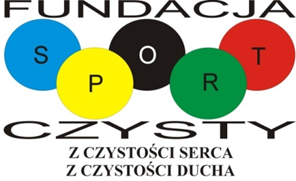 FUNDACJA
SPORT
CZYSTY
Z CZYSTOŚCI SERCA
Z CZYSTOŚCI DUCHA